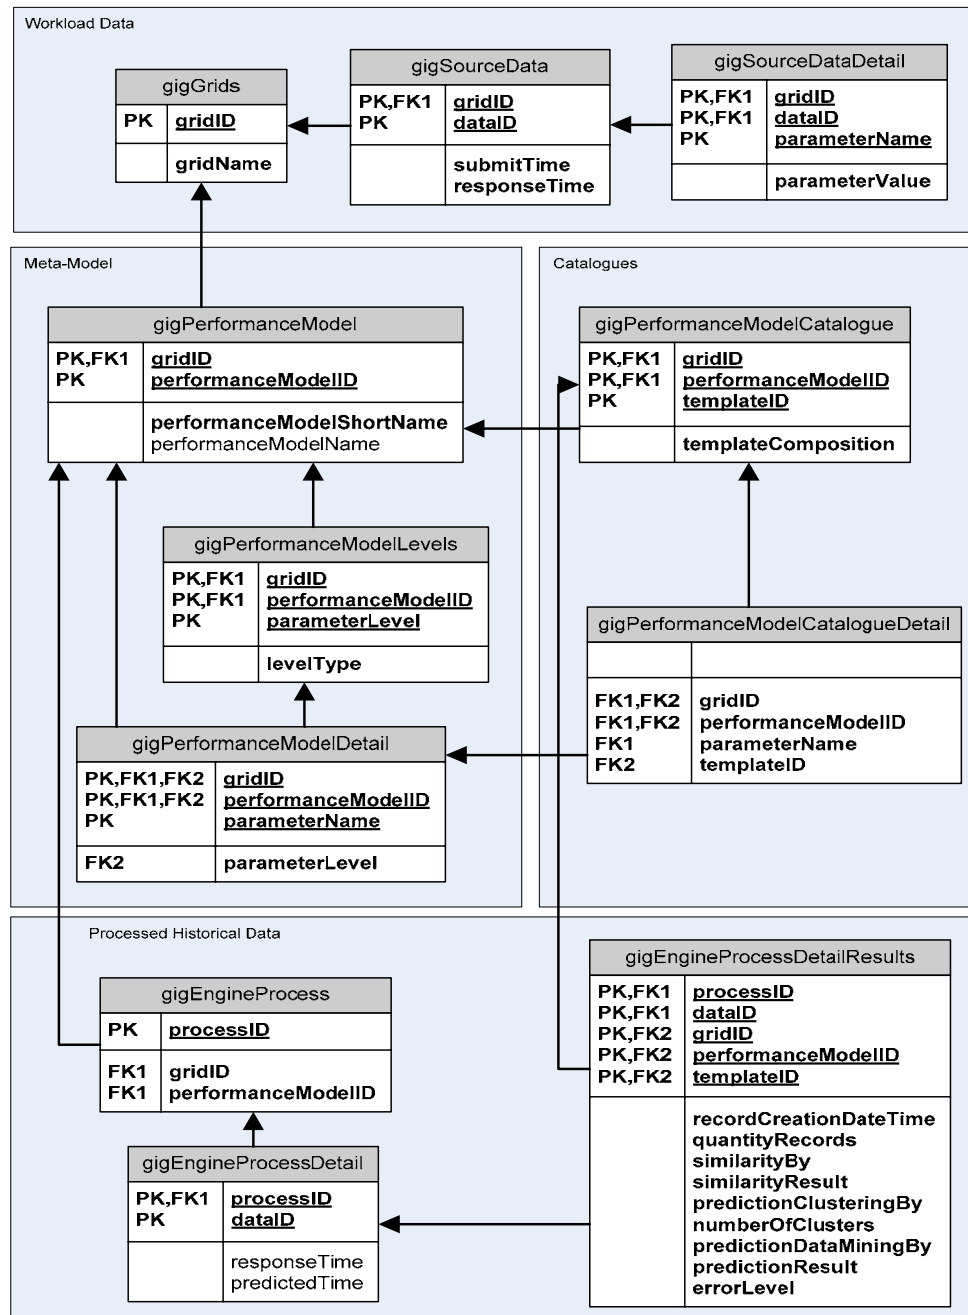 Workload Data
gigGrids
PK gridID
gridName
gigSourceData
PK,FK1 gridID
PK dataID
submitTime
responseTime
gigSourceDataDetail
PK,FK1 gridID
PK,FK1 dataID
PK parameterName
parameterValue
Meta-Model
gigPerformanceModel
PK,FK1 gridID
PK performanceModelID
performanceModelShortName
performanceModelName
gigPerformanceModelLevels
PK,FK1 gridID
PK,FK1 performanceModelID
PK parameterLevel
levelType
gigPerformanceModelDetail
PK,FK1,FK2 gridID
PK,FK1,FK2 performanceModelID
PK parameterName
FK2 parameterLevel
Catalogues
gigPerformanceModelCatalogue
PK,FK1 gridID
PK,FK1 performanceModelID
PK templateID
templateComposition
gigPerformanceModelCatalogueDetail
FK1,FK2 gridID
FK1,FK2 performanceModelID
FK1 parameterName
FK2 templateID
Processed Historical Data
gigEngineProcess
PK processID
FK1 gridID
FK1 performanceModelID
gigEngineProcessDetail
PK,FK1 processID
PK dataID
responseTime
predictedTime
gigEngineProcessDetailResults
PK,FK1 processID
PK,FK1 dataID
PK,FK2 gridID
PK,FK2 performanceModelID
PK,FK2 templateID
recordCreationDateTime
quantityRecords
similarityBy
similarityResult
predictionClusteringBy
numberOfClusters
predictionDataMiningBy
predictionResult
errorLevel